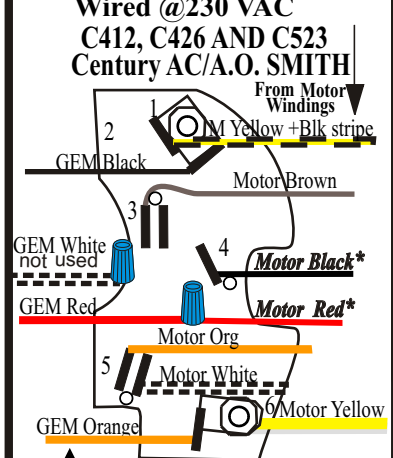 Wired @230 VAC
C412, C426 AND C523
Century AC/A.O. SMITH
From Motor
Windings
1
M Yellow +Blk stripe
2
GEM Black
Motor Brown
3
GEM White
not used
4
Motor Black*
GEM Red
Motor Red*
Motor Org
5
Motor White
6
Motor Yellow
GEM Orange